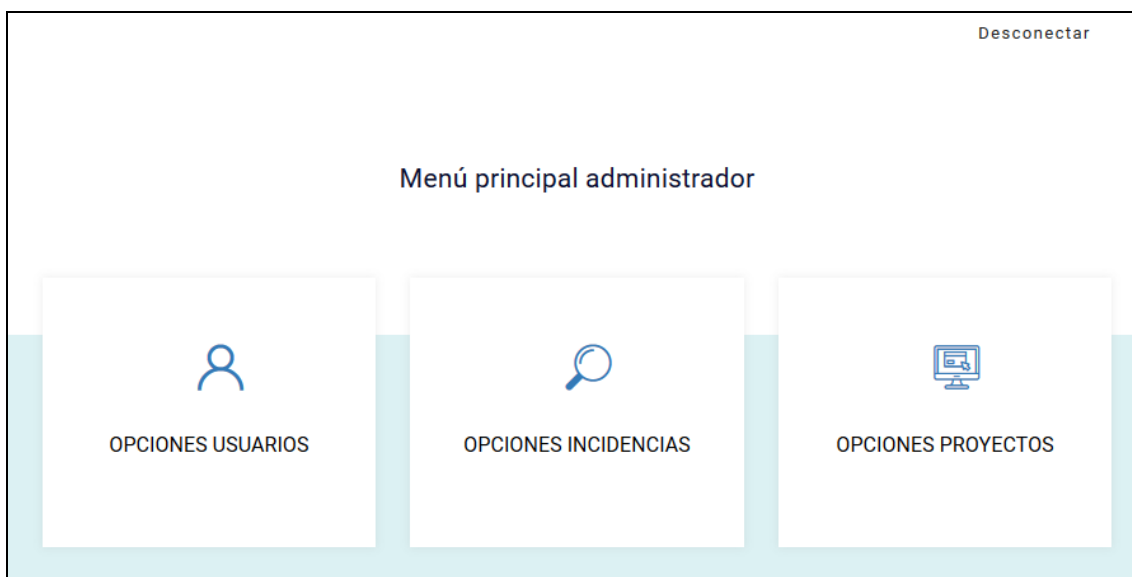 Desconectar
Menú principal administrador
OPCIONES USUARIOS
OPCIONES INCIDENCIAS
OPCIONES PROYECTOS